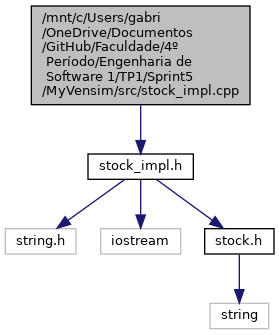 /mnt/c/Users/gabri
/OneDrive/Documentos
/GitHub/Faculdade/4º
Período/Engenharia de
Software 1/TP1/Sprint5
/MyVensim/src/stock_impl.cpp
stock_impl.h
string.h
iostream
stock.h
string